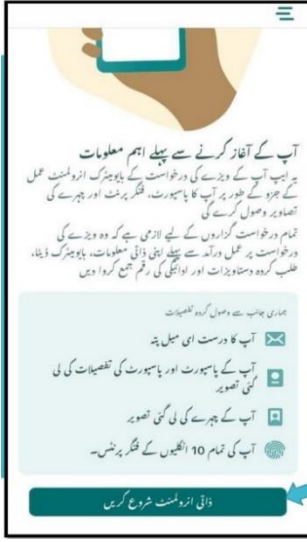 آپ کے آغاز کرنے سے پہلے اہم معلومات
یہ ایپ آپ کے ویزے کی درخواست کے بایومیٹرک انرولمنٹ عمل
کے جزو کے طور پر آپ کا پاسپورٹ، فنگر پرنٹ اور چہرے کی
تصاویر وصول کرے گی
تمام درخواست گزاروں کے لیے لازمی ہے کہ وہ ویزے کی
درخواست پر عمل درآمد سے پہلے اپنی ذاتی معلومات، بایومیٹرک ڈیٹا،
طلب کردہ دستاویزات اور ادائیگی کی رقم جمع کروا دیں
ہماری جانب سے وصول کردہ تفصیلات
آپ کا درست ای میل پتہ
آپ کے پاسپورٹ اور پاسپورٹ کی تفصیلات کی لی
گئی تصویر
آپ کے چہرے کی لی گئی تصویر
آپ کی تمام 10 انگلیوں کے فنگر پرنٹس۔
ذاتی انرولمنٹ شروع کریں